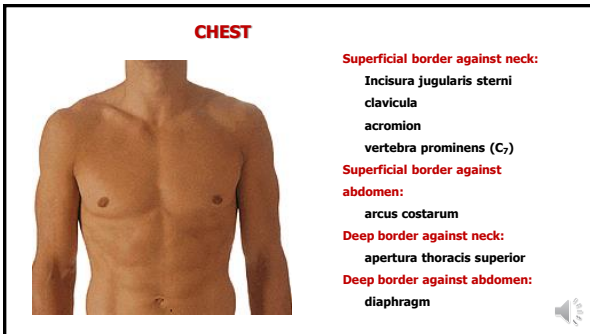 CHEST
Superficial border against neck:
Incisura jugularis sterni
clavicula
acromion
vertebra prominens (C₇)
Superficial border against
abdomen:
arcus costarum
Deep border against neck:
apertura thoracis superior
Deep border against abdomen:
diaphragm